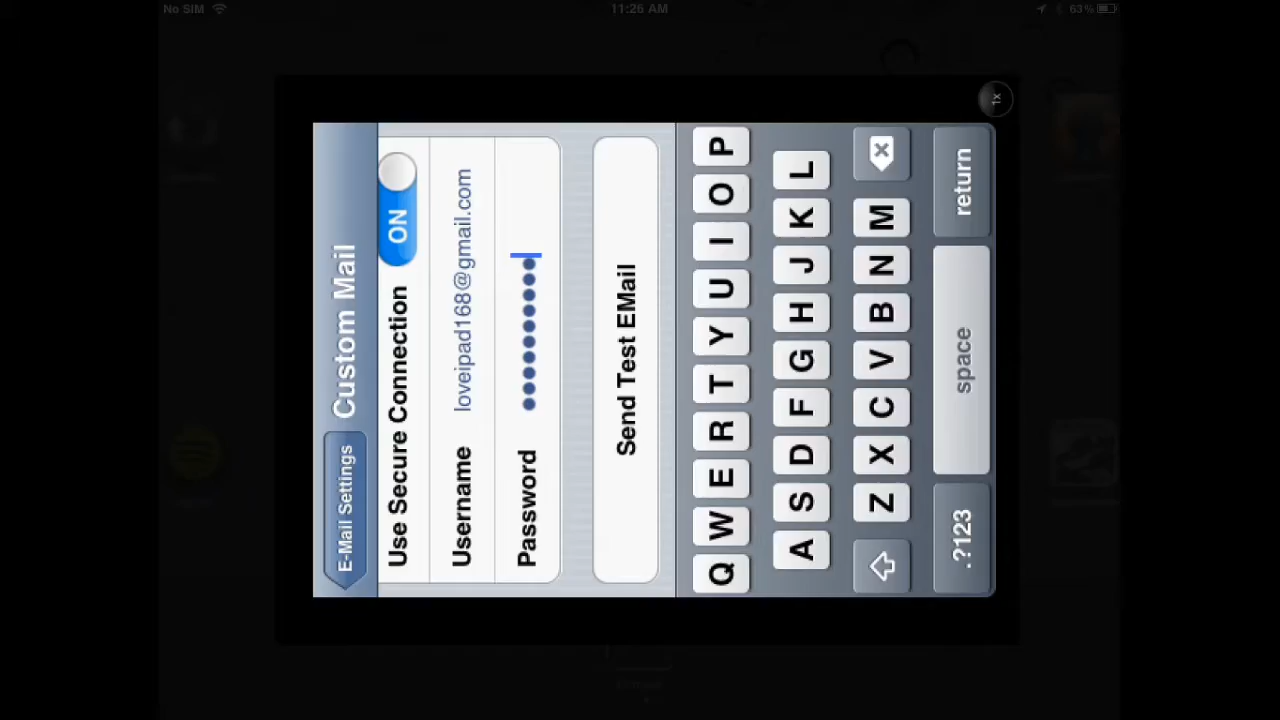 No SIM 11:26 AM 63%
1x
E-Mail Settings Custom Mail
Use Secure Connection ON
Username loveipad168@gmail.com
Password ●●●●●●●●●●
Send Test EMail
Q W E R T Y U I O P
A S D F G H J K L
Z X C V B N M
.?123 space return